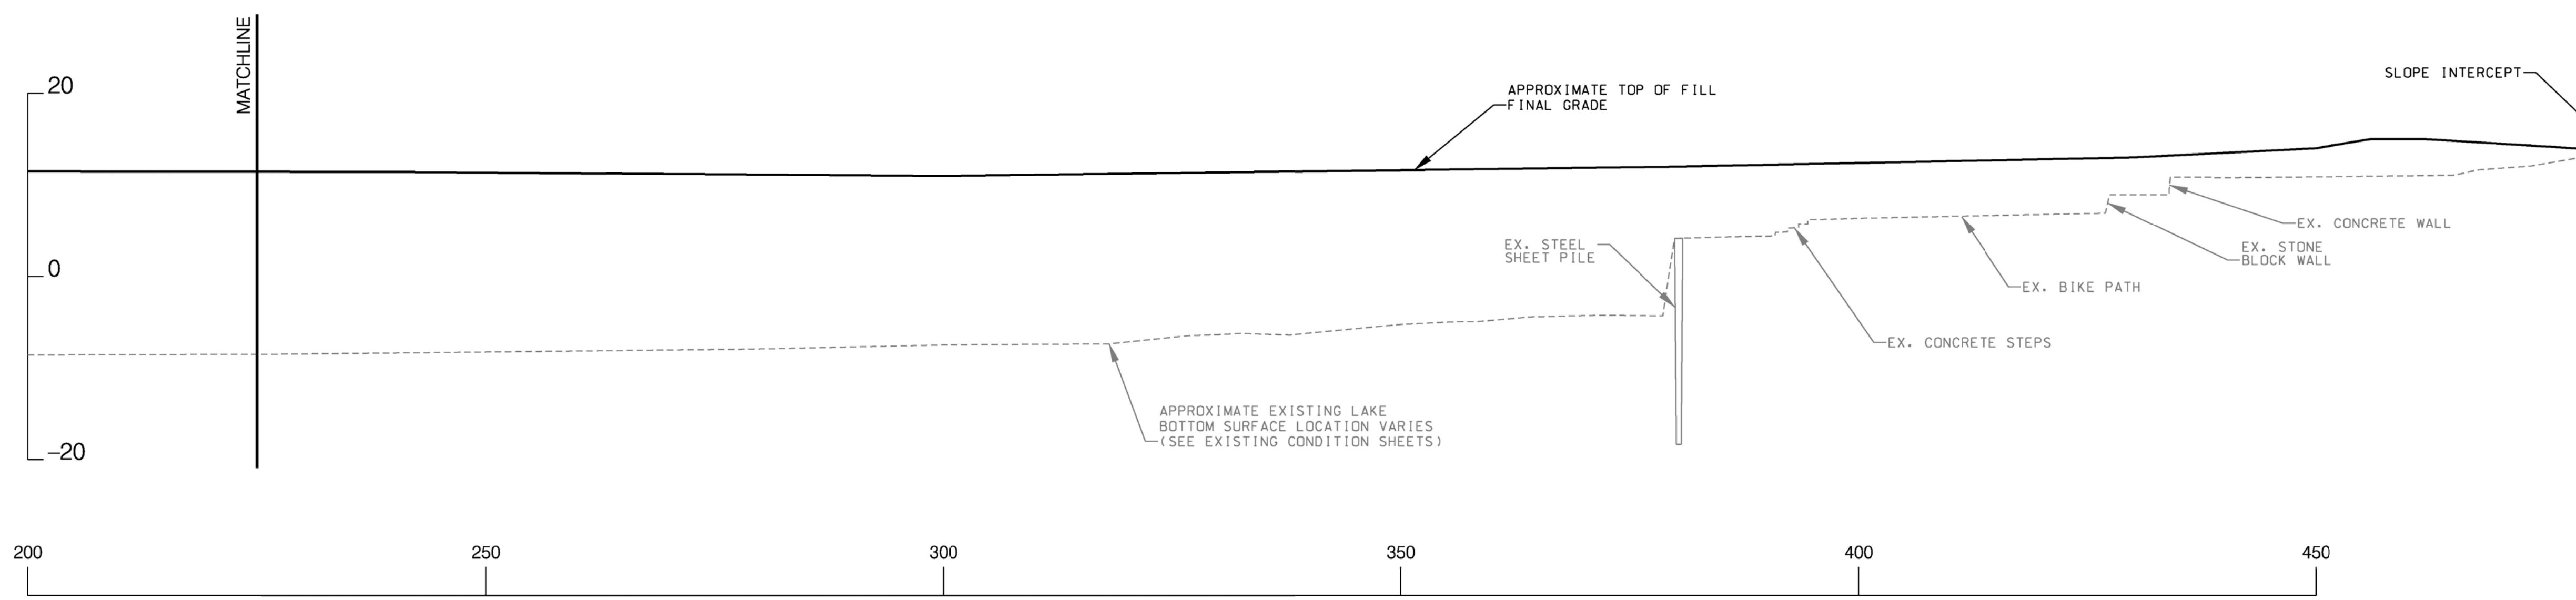 MATCHLINE
20
0
−20
APPROXIMATE TOP OF FILL
FINAL GRADE
SLOPE INTERCEPT
EX. STEEL
SHEET PILE
EX. CONCRETE WALL
EX. STONE
BLOCK WALL
EX. BIKE PATH
EX. CONCRETE STEPS
APPROXIMATE EXISTING LAKE
BOTTOM SURFACE LOCATION VARIES
(SEE EXISTING CONDITION SHEETS)
200 250 300 350 400 450